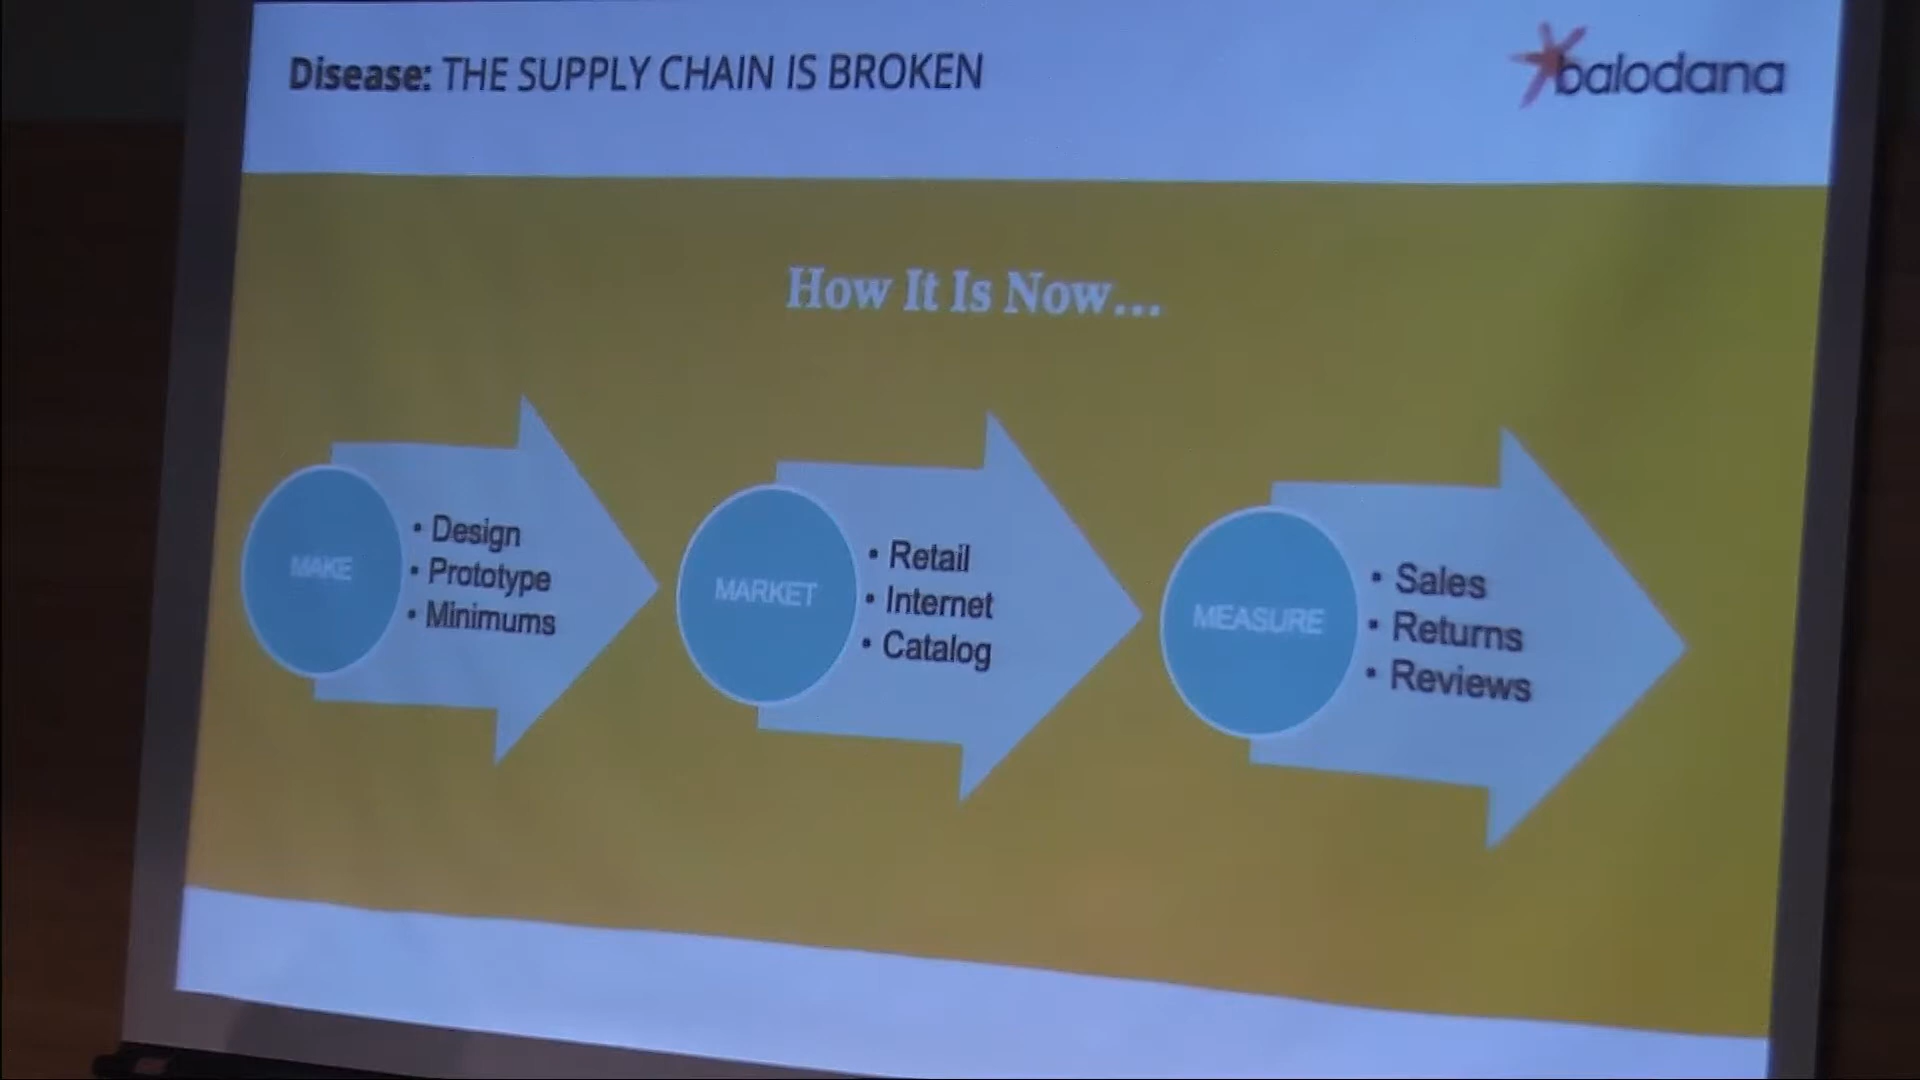 Disease: THE SUPPLY CHAIN IS BROKEN
balodana
How It Is Now...
MAKE
• Design
• Prototype
• Minimums
MARKET
• Retail
• Internet
• Catalog
MEASURE
• Sales
• Returns
• Reviews